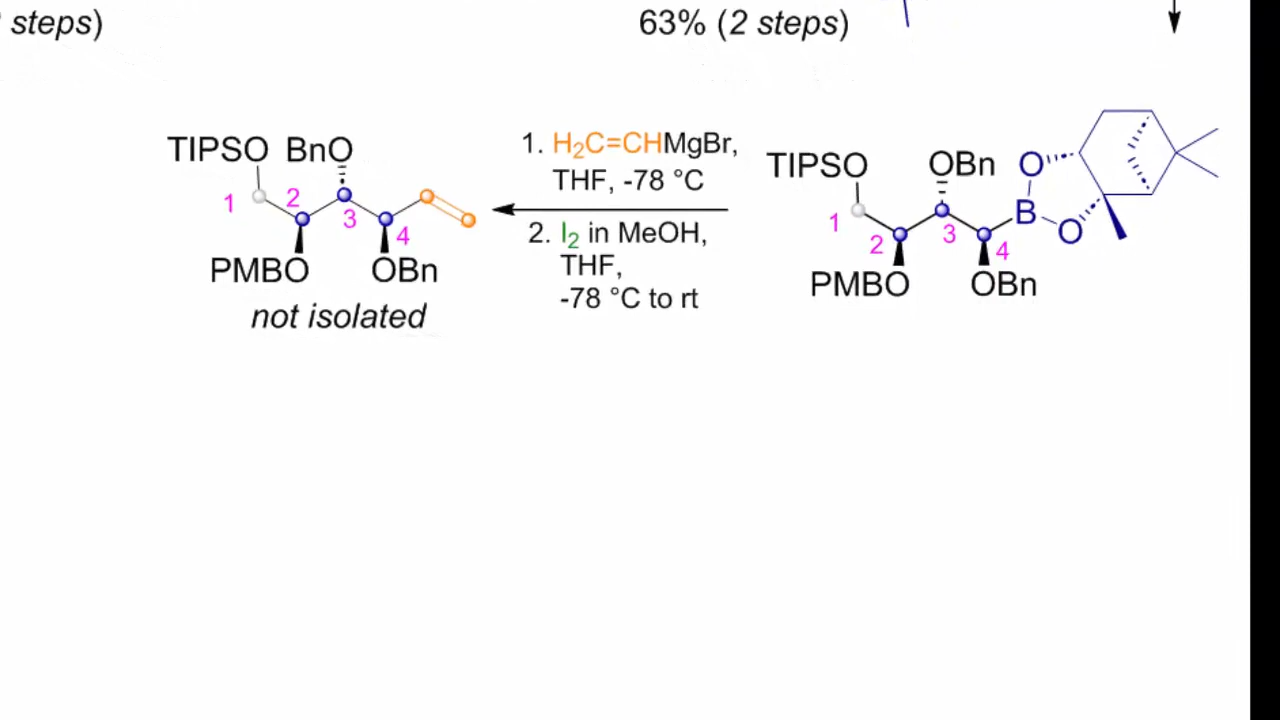 steps)
63% (2 steps)
TIPSO BnO
1 2 3 4
PMBO OBn
not isolated
1. H₂C=CHMgBr,
THF, -78 °C
2. I₂ in MeOH,
THF,
-78 °C to rt
TIPSO OBn
O
B
O
1 2 3 4
PMBO OBn